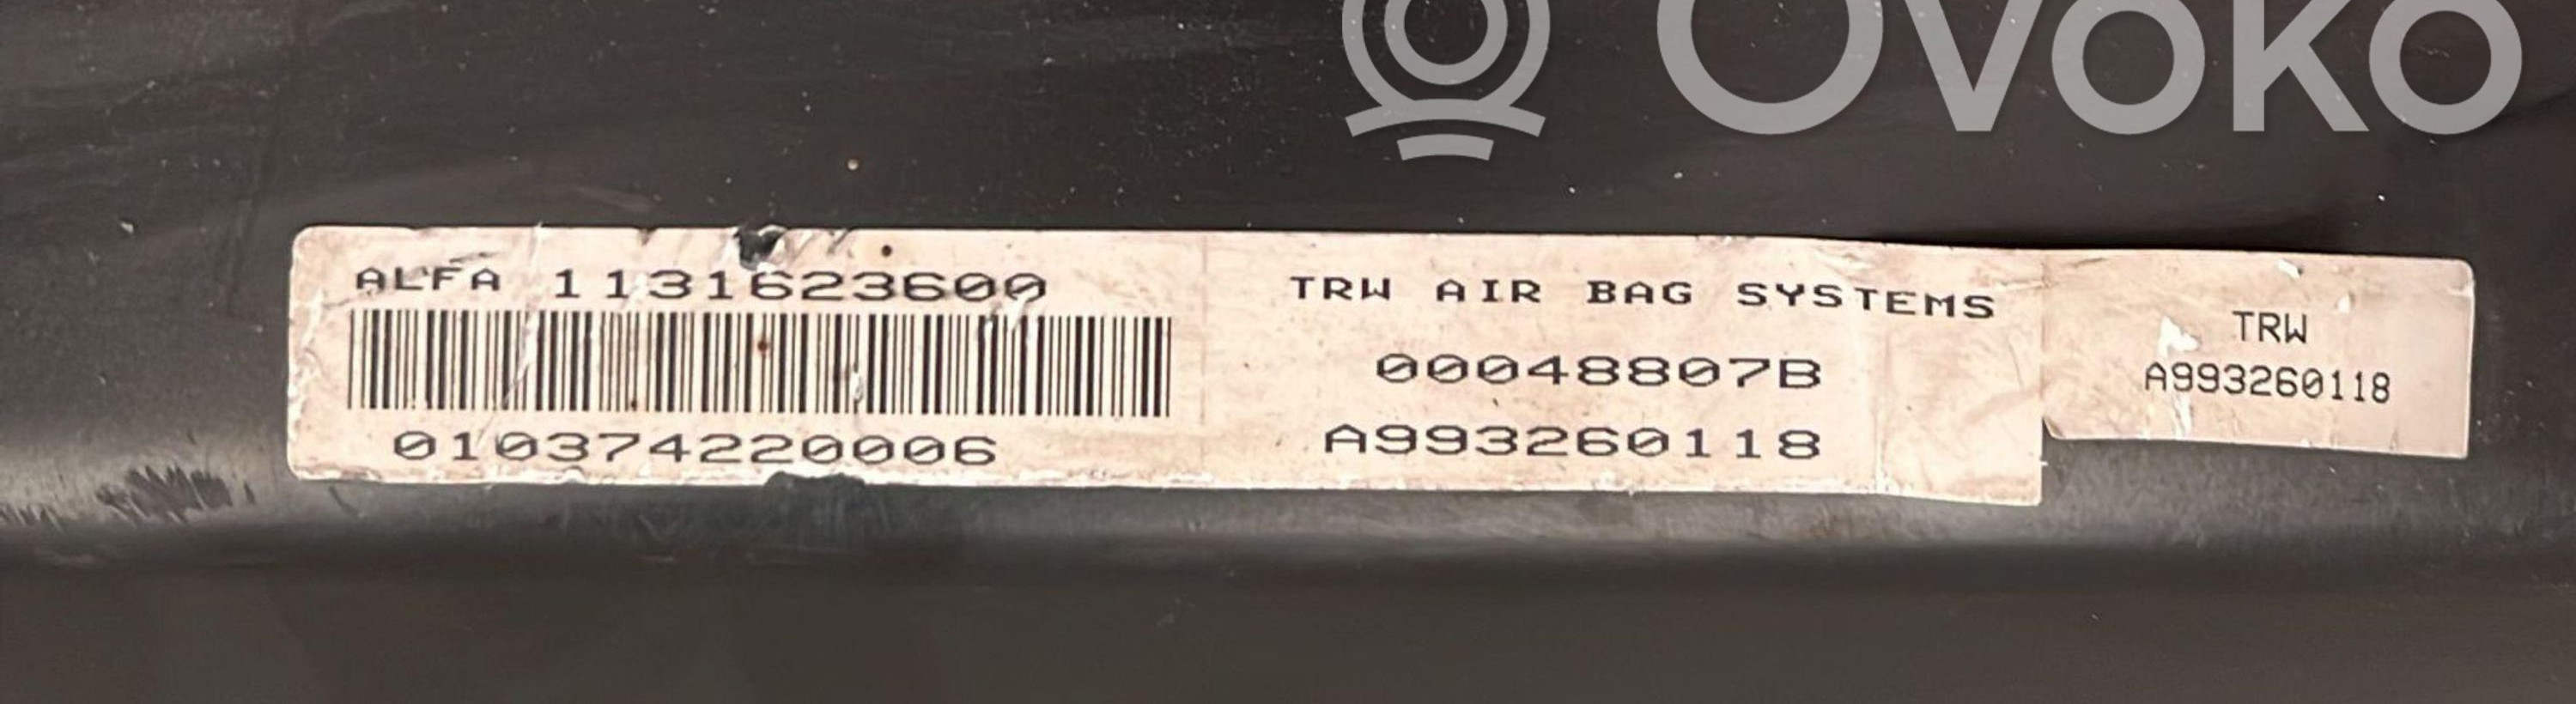 OVOKO
ALFA 1131623600
010374220006
TRW AIR BAG SYSTEMS
00048807B
A993260118
TRW
A993260118